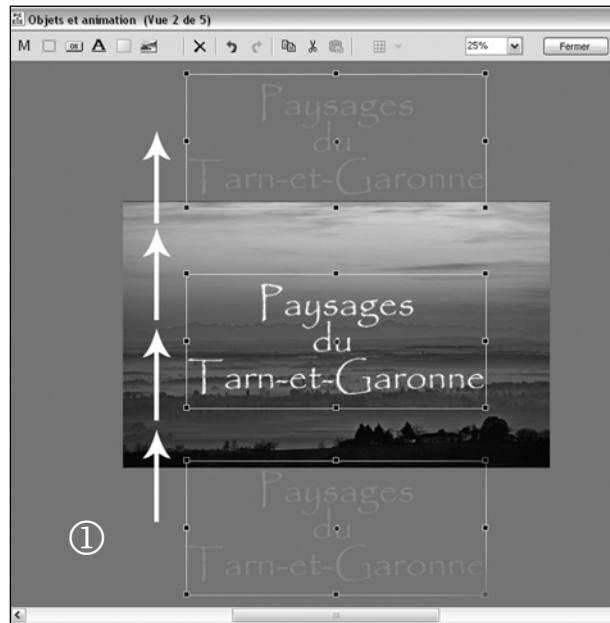 Objets et animation (Vue 2 de 5)
M OK A 25% Fermer
Paysages
du
Tarn-et-Garonne
Paysages
du
Tarn-et-Garonne
①
Paysages
du
Tarn-et-Garonne